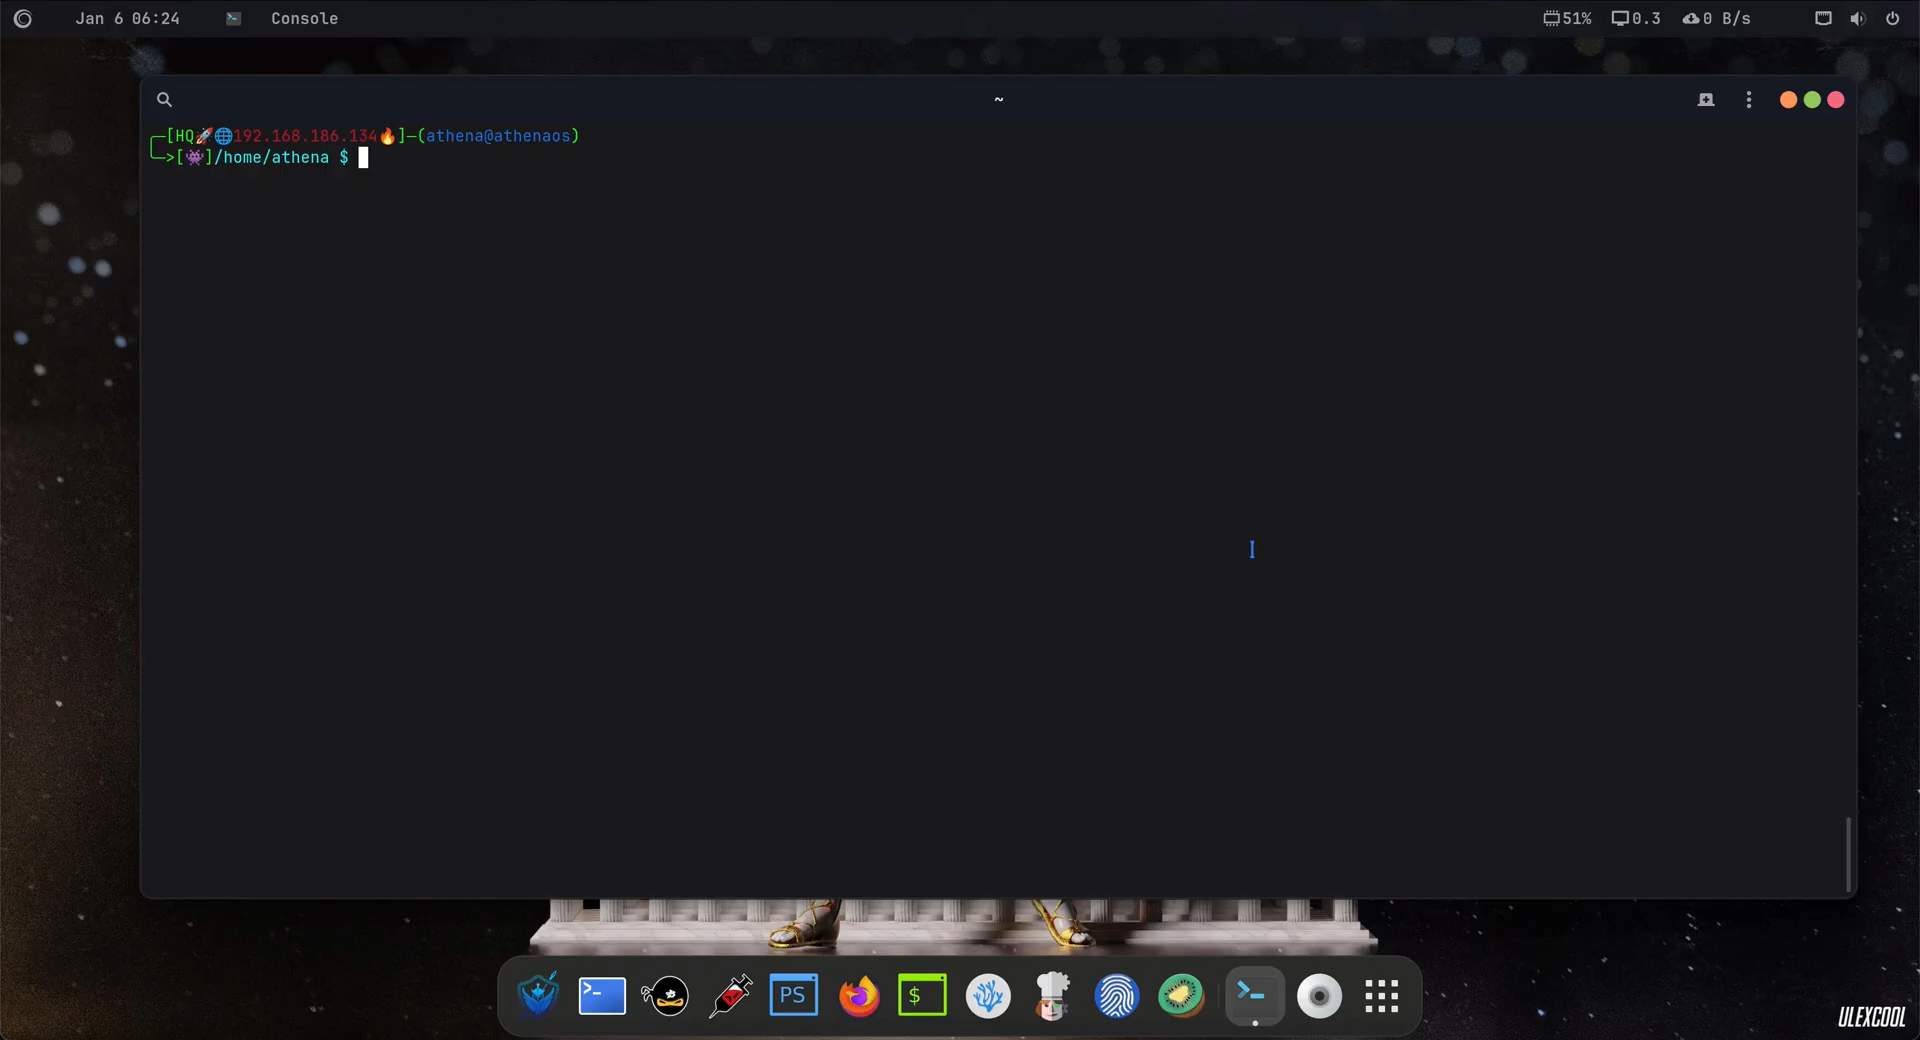 Jan 6 06:24 Console 51% 0.3 0 B/s
~
[HQ🚀🌐192.168.186.134🔥]—(athena@athenaos)
>[👾]/home/athena $
>-
PS
$
>-
ULEXCOOL